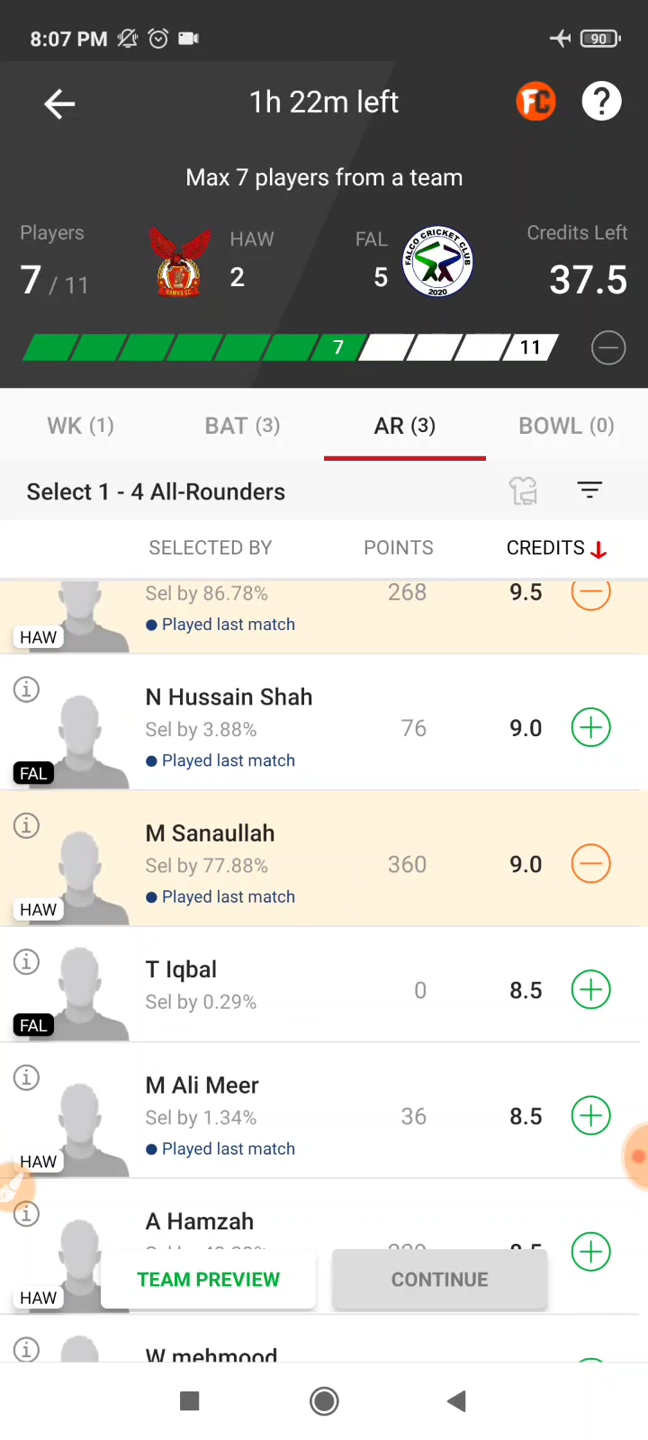 8:07 PM
90
1h 22m left
FC
?
Max 7 players from a team
Players
7 / 11
HAW
2
FAL
5
FALCO CRICKET CLUB
2020
Credits Left
37.5
7
11
WK (1)
BAT (3)
AR (3)
BOWL (0)
Select 1 - 4 All-Rounders
SELECTED BY
POINTS
CREDITS
Sel by 86.78%
268
9.5
Played last match
HAW
N Hussain Shah
Sel by 3.88%
76
9.0
Played last match
FAL
M Sanaullah
Sel by 77.88%
360
9.0
Played last match
HAW
T Iqbal
Sel by 0.29%
0
8.5
FAL
M Ali Meer
Sel by 1.34%
36
8.5
Played last match
HAW
A Hamzah
HAW
TEAM PREVIEW
CONTINUE
W mehmood